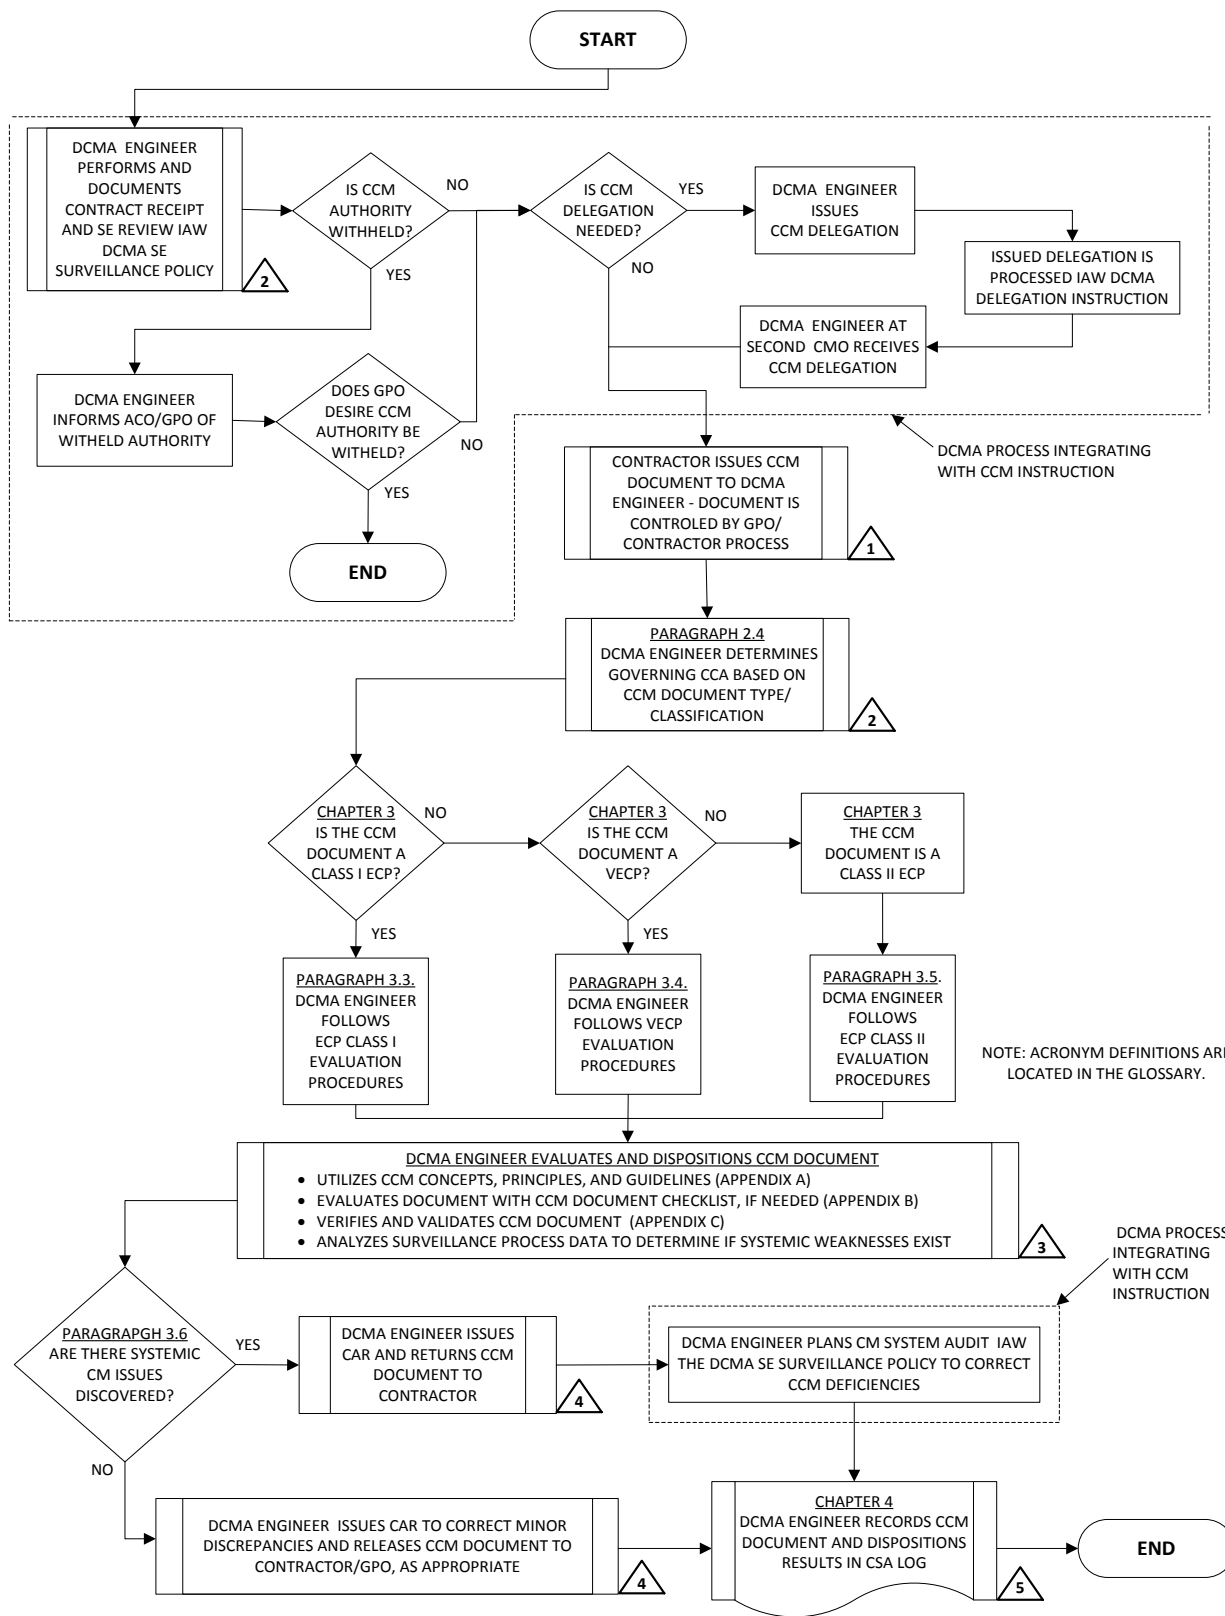 START
DCMA ENGINEER
PERFORMS AND
DOCUMENTS
CONTRACT RECEIPT
AND SE REVIEW IAW
DCMA SE
SURVEILLANCE POLICY
2
IS CCM
AUTHORITY
WITHHELD?
NO
YES
IS CCM
DELEGATION
NEEDED?
YES
NO
DCMA ENGINEER
ISSUES
CCM DELEGATION
ISSUED DELEGATION IS
PROCESSED IAW DCMA
DELEGATION INSTRUCTION
DCMA ENGINEER AT
SECOND CMO RECEIVES
CCM DELEGATION
DCMA ENGINEER
INFORMS ACO/GPO OF
WITHELD AUTHORITY
DOES GPO
DESIRE CCM
AUTHORITY BE
WITHELD?
NO
YES
END
DCMA PROCESS INTEGRATING
WITH CCM INSTRUCTION
CONTRACTOR ISSUES CCM
DOCUMENT TO DCMA
ENGINEER - DOCUMENT IS
CONTROLED BY GPO/
CONTRACTOR PROCESS
1
PARAGRAPH 2.4
DCMA ENGINEER DETERMINES
GOVERNING CCA BASED ON
CCM DOCUMENT TYPE/
CLASSIFICATION
2
CHAPTER 3
IS THE CCM
DOCUMENT A
CLASS I ECP?
NO
YES
CHAPTER 3
IS THE CCM
DOCUMENT A
VECP?
NO
YES
CHAPTER 3
THE CCM
DOCUMENT IS A
CLASS II ECP
PARAGRAPH 3.3.
DCMA ENGINEER
FOLLOWS
ECP CLASS I
EVALUATION
PROCEDURES
PARAGRAPH 3.4.
DCMA ENGINEER
FOLLOWS VECP
EVALUATION
PROCEDURES
PARAGRAPH 3.5.
DCMA ENGINEER
FOLLOWS
ECP CLASS II
EVALUATION
PROCEDURES
NOTE: ACRONYM DEFINITIONS ARE
LOCATED IN THE GLOSSARY.
DCMA ENGINEER EVALUATES AND DISPOSITIONS CCM DOCUMENT
• UTILIZES CCM CONCEPTS, PRINCIPLES, AND GUIDELINES (APPENDIX A)
• EVALUATES DOCUMENT WITH CCM DOCUMENT CHECKLIST, IF NEEDED (APPENDIX B)
• VERIFIES AND VALIDATES CCM DOCUMENT (APPENDIX C)
• ANALYZES SURVEILLANCE PROCESS DATA TO DETERMINE IF SYSTEMIC WEAKNESSES EXIST
3
DCMA PROCESS
INTEGRATING
WITH CCM
INSTRUCTION
PARAGRAPGH 3.6
ARE THERE SYSTEMIC
CM ISSUES
DISCOVERED?
YES
NO
DCMA ENGINEER ISSUES
CAR AND RETURNS CCM
DOCUMENT TO
CONTRACTOR
4
DCMA ENGINEER PLANS CM SYSTEM AUDIT IAW
THE DCMA SE SURVEILLANCE POLICY TO CORRECT
CCM DEFICIENCIES
DCMA ENGINEER ISSUES CAR TO CORRECT MINOR
DISCREPANCIES AND RELEASES CCM DOCUMENT TO
CONTRACTOR/GPO, AS APPROPRIATE
4
CHAPTER 4
DCMA ENGINEER RECORDS CCM
DOCUMENT AND DISPOSITIONS
RESULTS IN CSA LOG
5
END